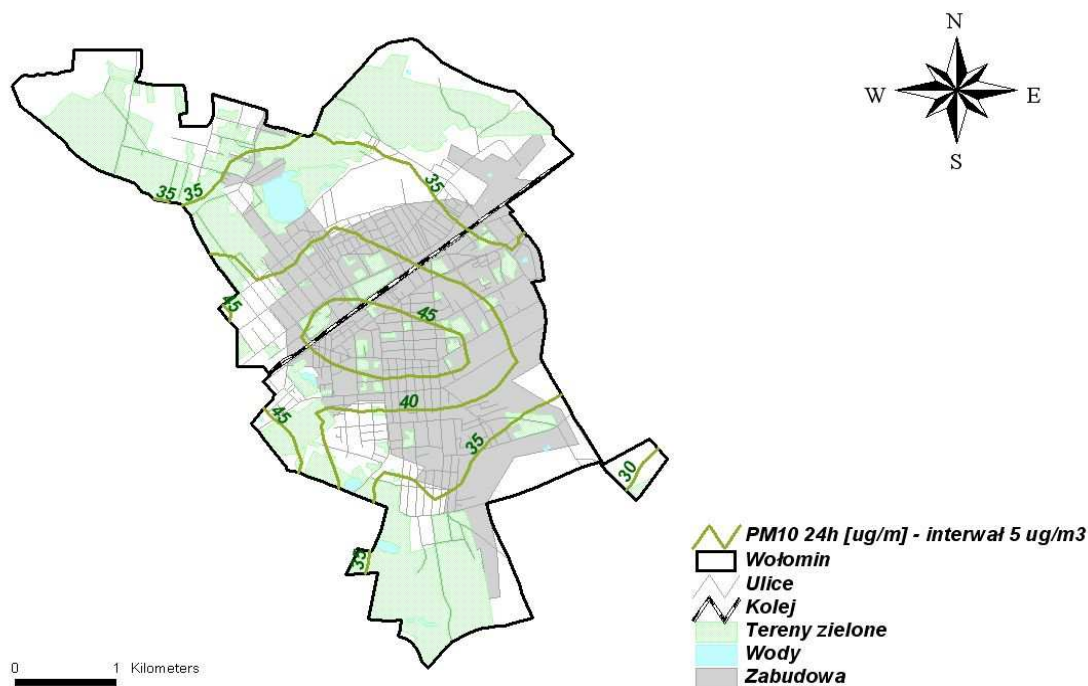 N
W E
S
35 35
35
45
45
40
45
35
30
35
PM10 24h [ug/m] - interwał 5 ug/m3
Wołomin
Ulice
Kolej
Tereny zielone
Wody
Zabudowa
0 1 Kilometers